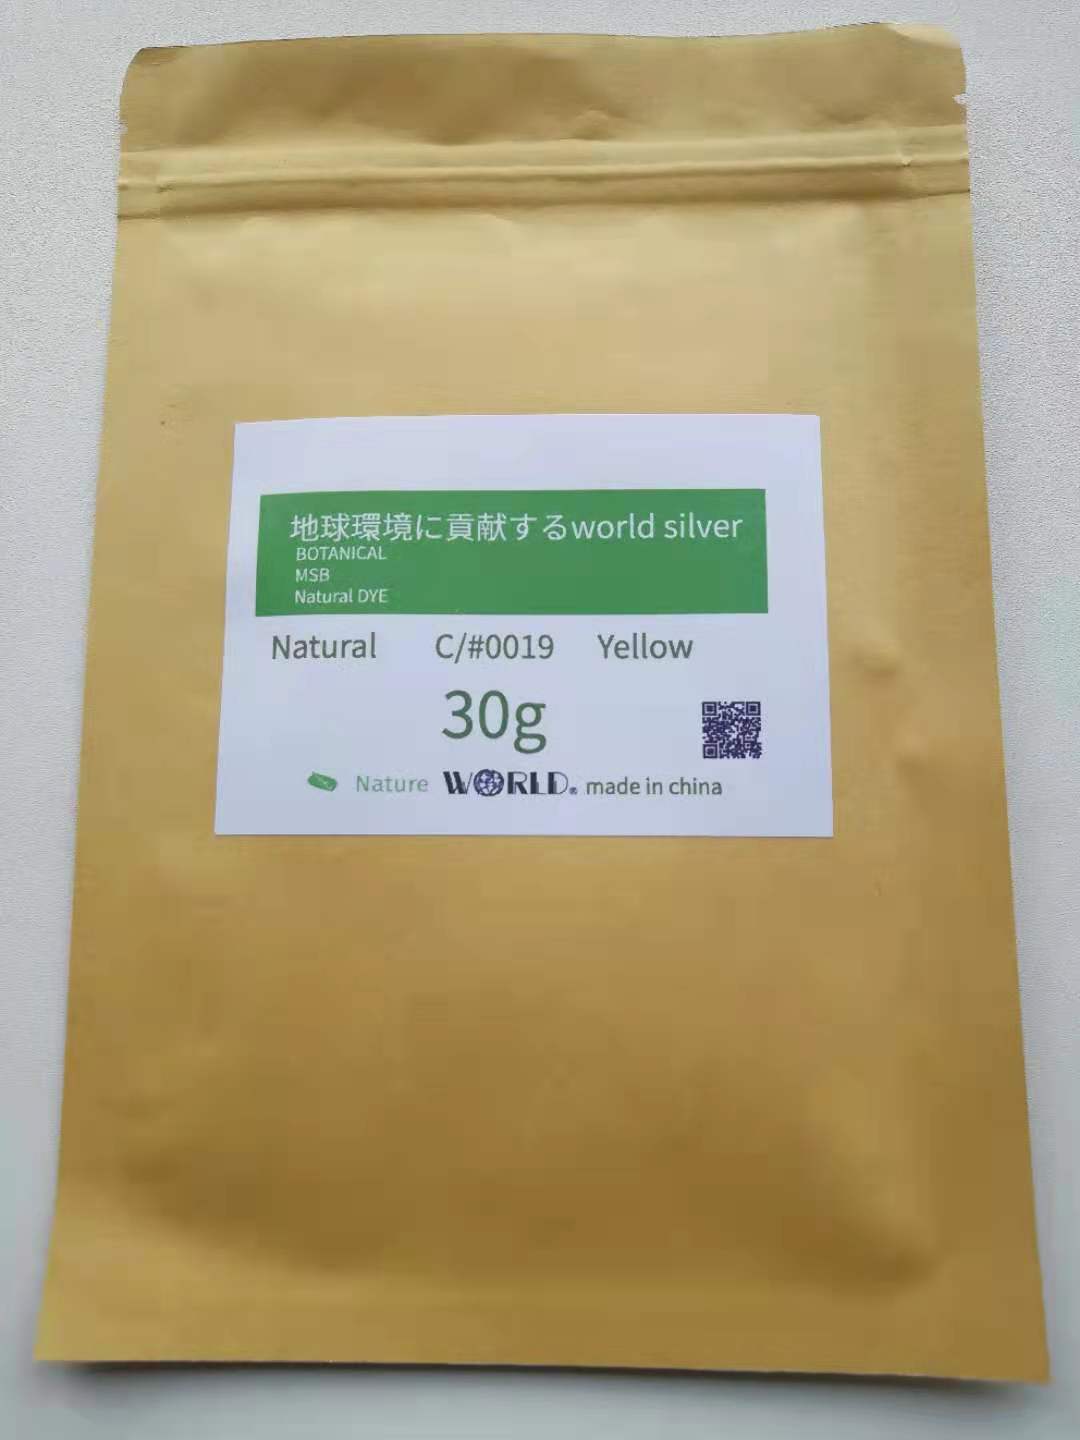 地球環境に貢献するworld silver
BOTANICAL
MSB
Natural DYE
Natural C/#0019 Yellow
30g
Nature WORLD® made in china